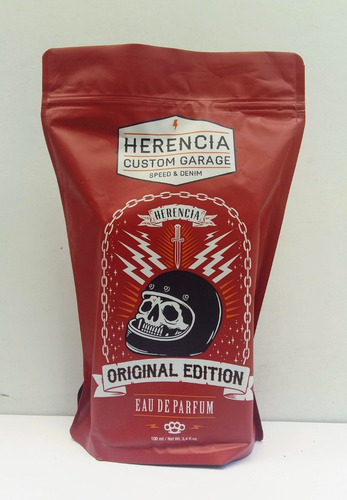 HERENCIA
CUSTOM GARAGE
SPEED & DENIM
HERENCIA
ORIGINAL EDITION
EAU DE PARFUM
100 ml / Net Wt. 3,4 fl oz.